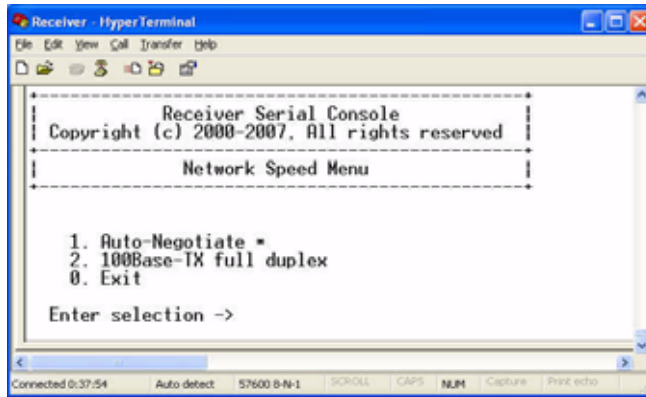 Receiver - HyperTerminal
File Edit View Call Transfer Help
Receiver Serial Console
Copyright (c) 2000-2007, All rights reserved
Network Speed Menu
1. Auto-Negotiate *
2. 100Base-TX full duplex
0. Exit
Enter selection ->
Connected 0:37:54 Auto detect 57600 8-N-1 SCROLL CAPS NUM Capture Print echo